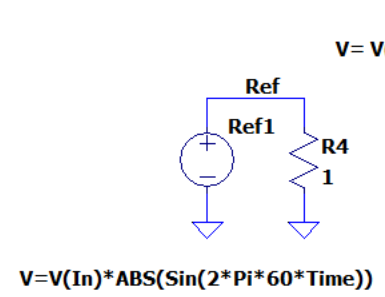 V= V
Ref
Ref1
R4
1
V=V(In)*ABS(Sin(2*Pi*60*Time))